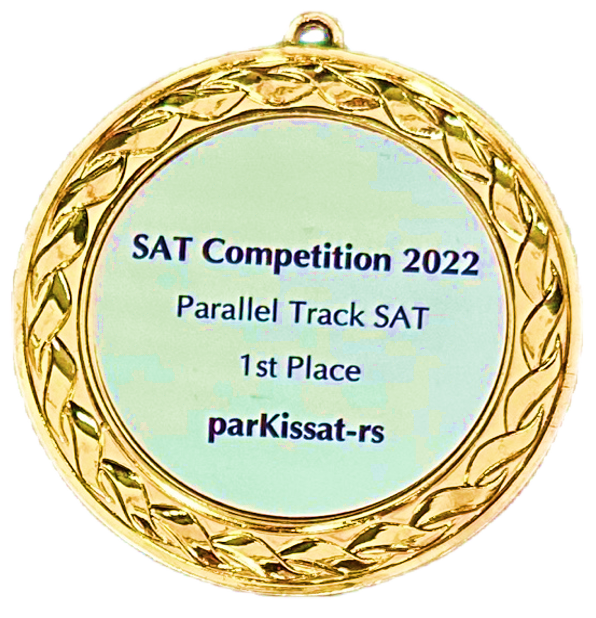 SAT Competition 2022
Parallel Track SAT
1st Place
parKissat-rs